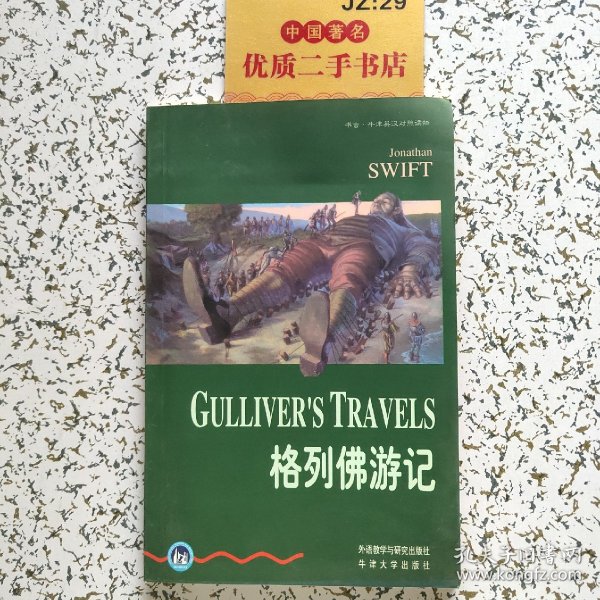 JZ:29
中国著名
优质二手书店
书虫·牛津英汉对照读物
Jonathan
SWIFT
GULLIVER'S TRAVELS
格列佛游记
外语教学与研究出版社
牛津大学出版社
孔夫子旧书网
www.kongfz.com